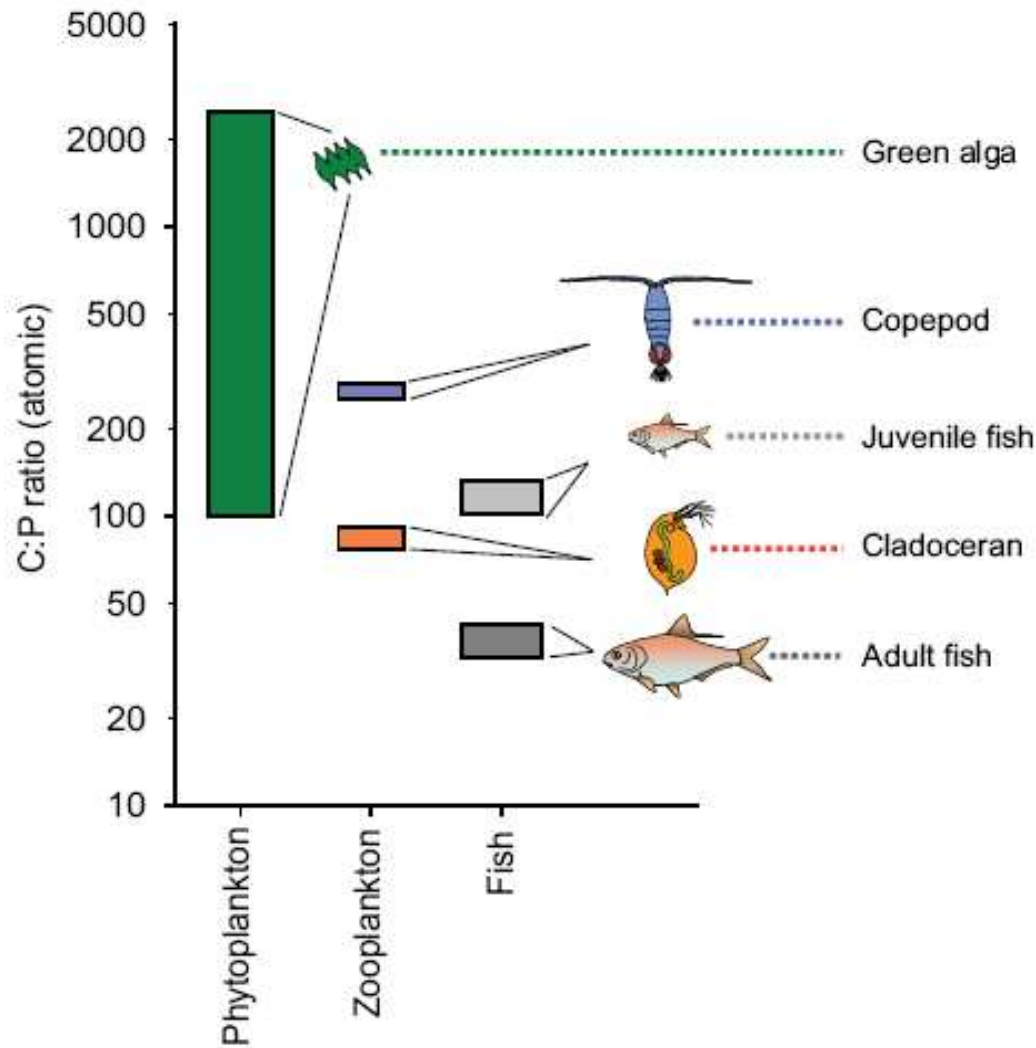 5000
2000
1000
500
200
100
50
20
10
C:P ratio (atomic)
Phytoplankton
Zooplankton
Fish
Green alga
Copepod
Juvenile fish
Cladoceran
Adult fish